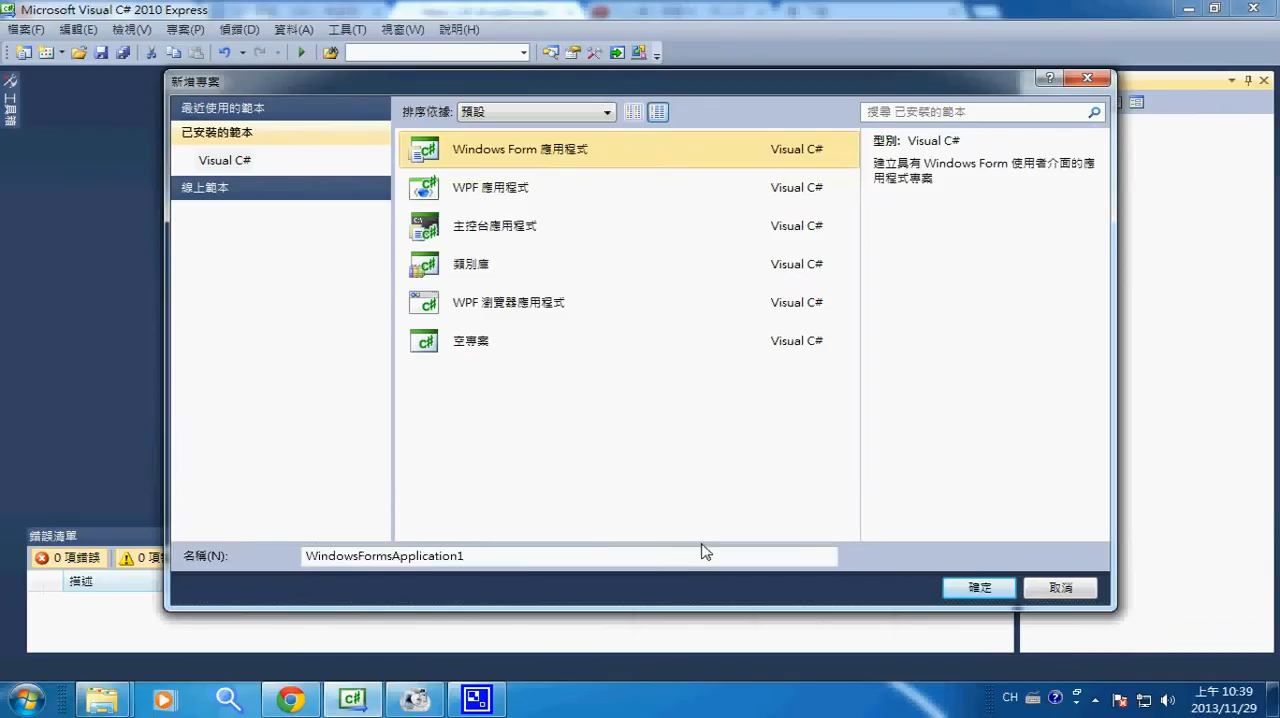 Microsoft Visual C# 2010 Express
檔案(F) 編輯(E) 檢視(V) 專案(P) 偵錯(D) 資料(A) 工具(T) 視窗(W) 說明(H)
工具箱
新增專案
最近使用的範本
已安裝的範本
Visual C#
線上範本
排序依據: 預設
搜尋 已安裝的範本
Windows Form 應用程式 Visual C#
WPF 應用程式 Visual C#
主控台應用程式 Visual C#
類別庫 Visual C#
WPF 瀏覽器應用程式 Visual C#
空專案 Visual C#
型別: Visual C#
建立具有 Windows Form 使用者介面的應
用程式專案
名稱(N): WindowsFormsApplication1
確定 取消
錯誤清單
0 項錯誤 0 項
描述
CH
上午 10:39
2013/11/29